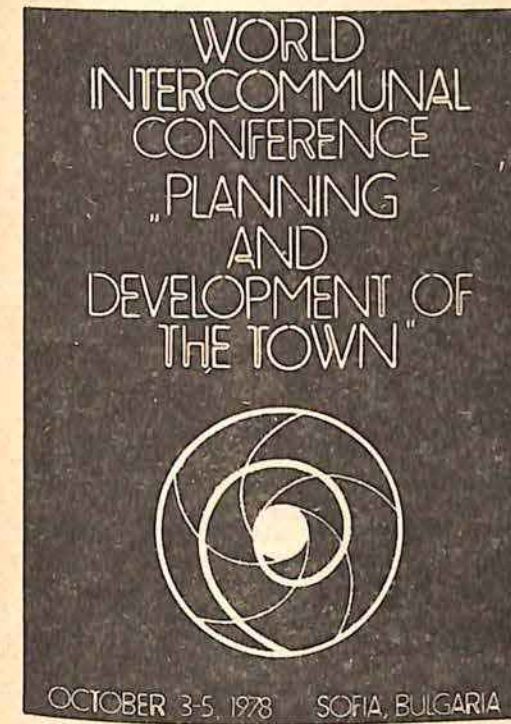 WORLD
INTERCOMMUNAL
CONFERENCE
„PLANNING
AND
DEVELOPMENT OF
THE TOWN“
OCTOBER 3-5, 1978 SOFIA, BULGARIA